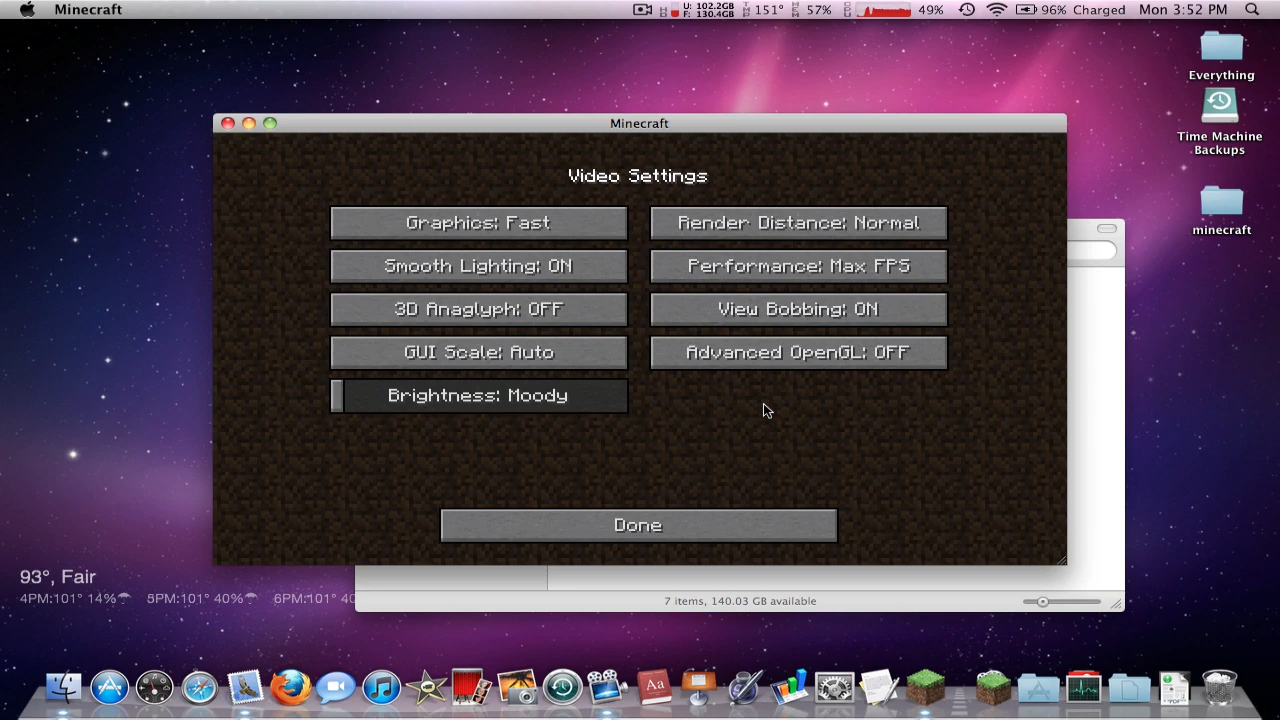 Minecraft
U: 102.2GB
F: 130.4GB
151°
57%
49%
96% Charged
Mon 3:52 PM
Everything
Time Machine
Backups
minecraft
Minecraft
Video Settings
Graphics: Fast
Render Distance: Normal
Smooth Lighting: ON
Performance: Max FPS
3D Anaglyph: OFF
View Bobbing: ON
GUI Scale: Auto
Advanced OpenGL: OFF
Brightness: Moody
Done
93°, Fair
4PM:101° 14%
5PM:101° 40%
6PM:101° 40
7 items, 140.03 GB available
Aa